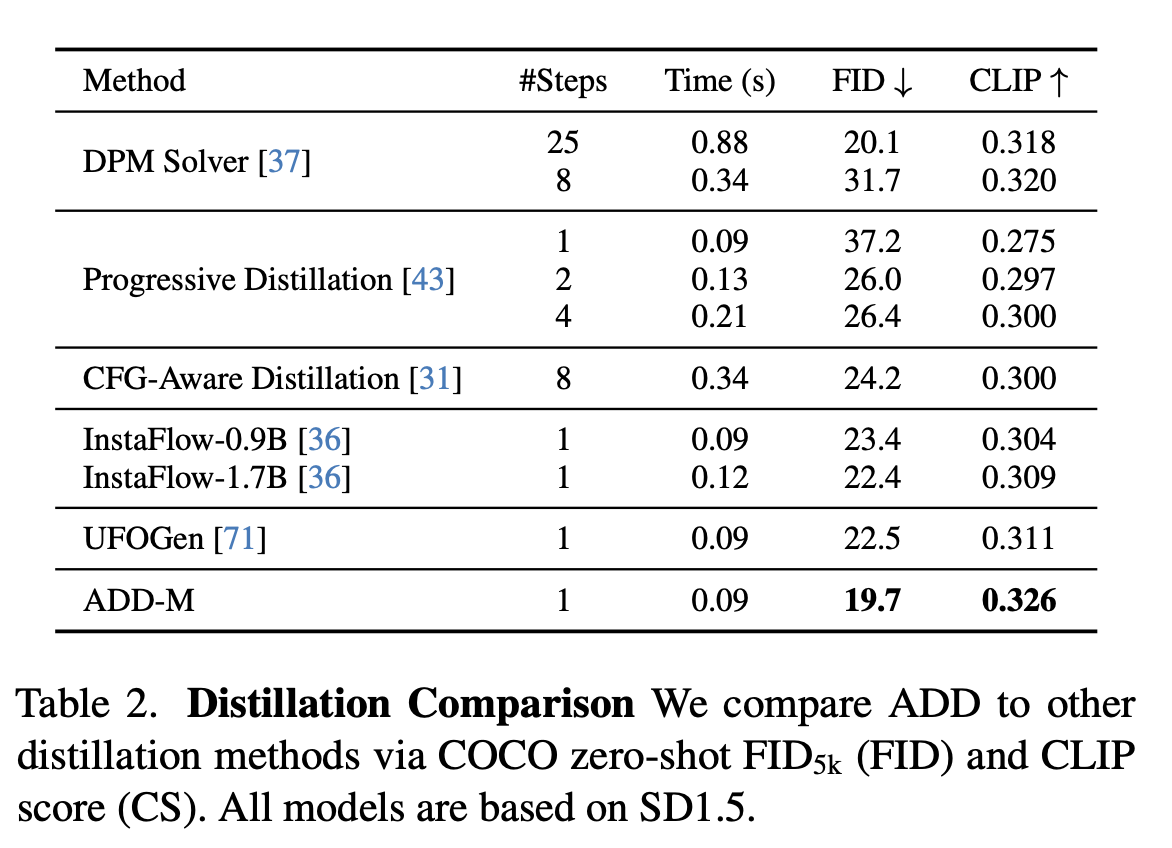 Method #Steps Time (s) FID ↓ CLIP ↑
DPM Solver [37] 25 0.88 20.1 0.318
8 0.34 31.7 0.320
Progressive Distillation [43] 1 0.09 37.2 0.275
2 0.13 26.0 0.297
4 0.21 26.4 0.300
CFG-Aware Distillation [31] 8 0.34 24.2 0.300
InstaFlow-0.9B [36] 1 0.09 23.4 0.304
InstaFlow-1.7B [36] 1 0.12 22.4 0.309
UFOGen [71] 1 0.09 22.5 0.311
ADD-M 1 0.09 19.7 0.326
Table 2. Distillation Comparison We compare ADD to other
distillation methods via COCO zero-shot FID5k (FID) and CLIP
score (CS). All models are based on SD1.5.